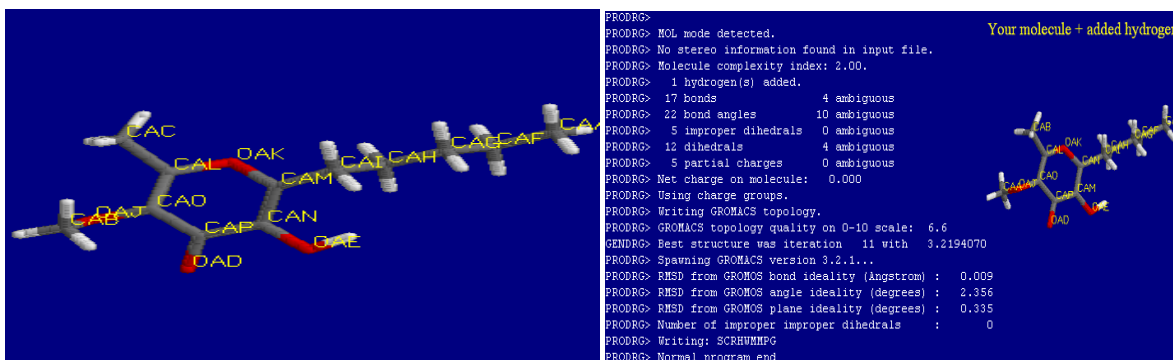 CAC
CAA
CAF
CAG
CAH
CAI
OAK
CAL
CAM
CAO
OAJ
CAB
CAP
CAN
OAE
OAD
PRODRG>
PRODRG> MOL mode detected.
PRODRG> No stereo information found in input file.
PRODRG> Molecule complexity index: 2.00.
PRODRG> 1 hydrogen(s) added.
PRODRG> 17 bonds 4 ambiguous
PRODRG> 22 bond angles 10 ambiguous
PRODRG> 5 improper dihedrals 0 ambiguous
PRODRG> 12 dihedrals 4 ambiguous
PRODRG> 5 partial charges 0 ambiguous
PRODRG> Net charge on molecule: 0.000
PRODRG> Using charge groups.
PRODRG> Writing GROMACS topology.
PRODRG> GROMACS topology quality on 0-10 scale: 6.6
GENDRG> Best structure was iteration 11 with 3.2194070
PRODRG> Spawning GROMACS version 3.2.1...
PRODRG> RMSD from GROMOS bond ideality (Angstrom) : 0.009
PRODRG> RMSD from GROMOS angle ideality (degrees) : 2.356
PRODRG> RMSD from GROMOS plane ideality (degrees) : 0.335
PRODRG> Number of improper improper dihedrals : 0
PRODRG> Writing: SCRHWMMPG
PRODRG> Normal program end
Your molecule + added hydrogen
CAB
OAK
CAL
CAO
CAP
CAM
OAE
OAD